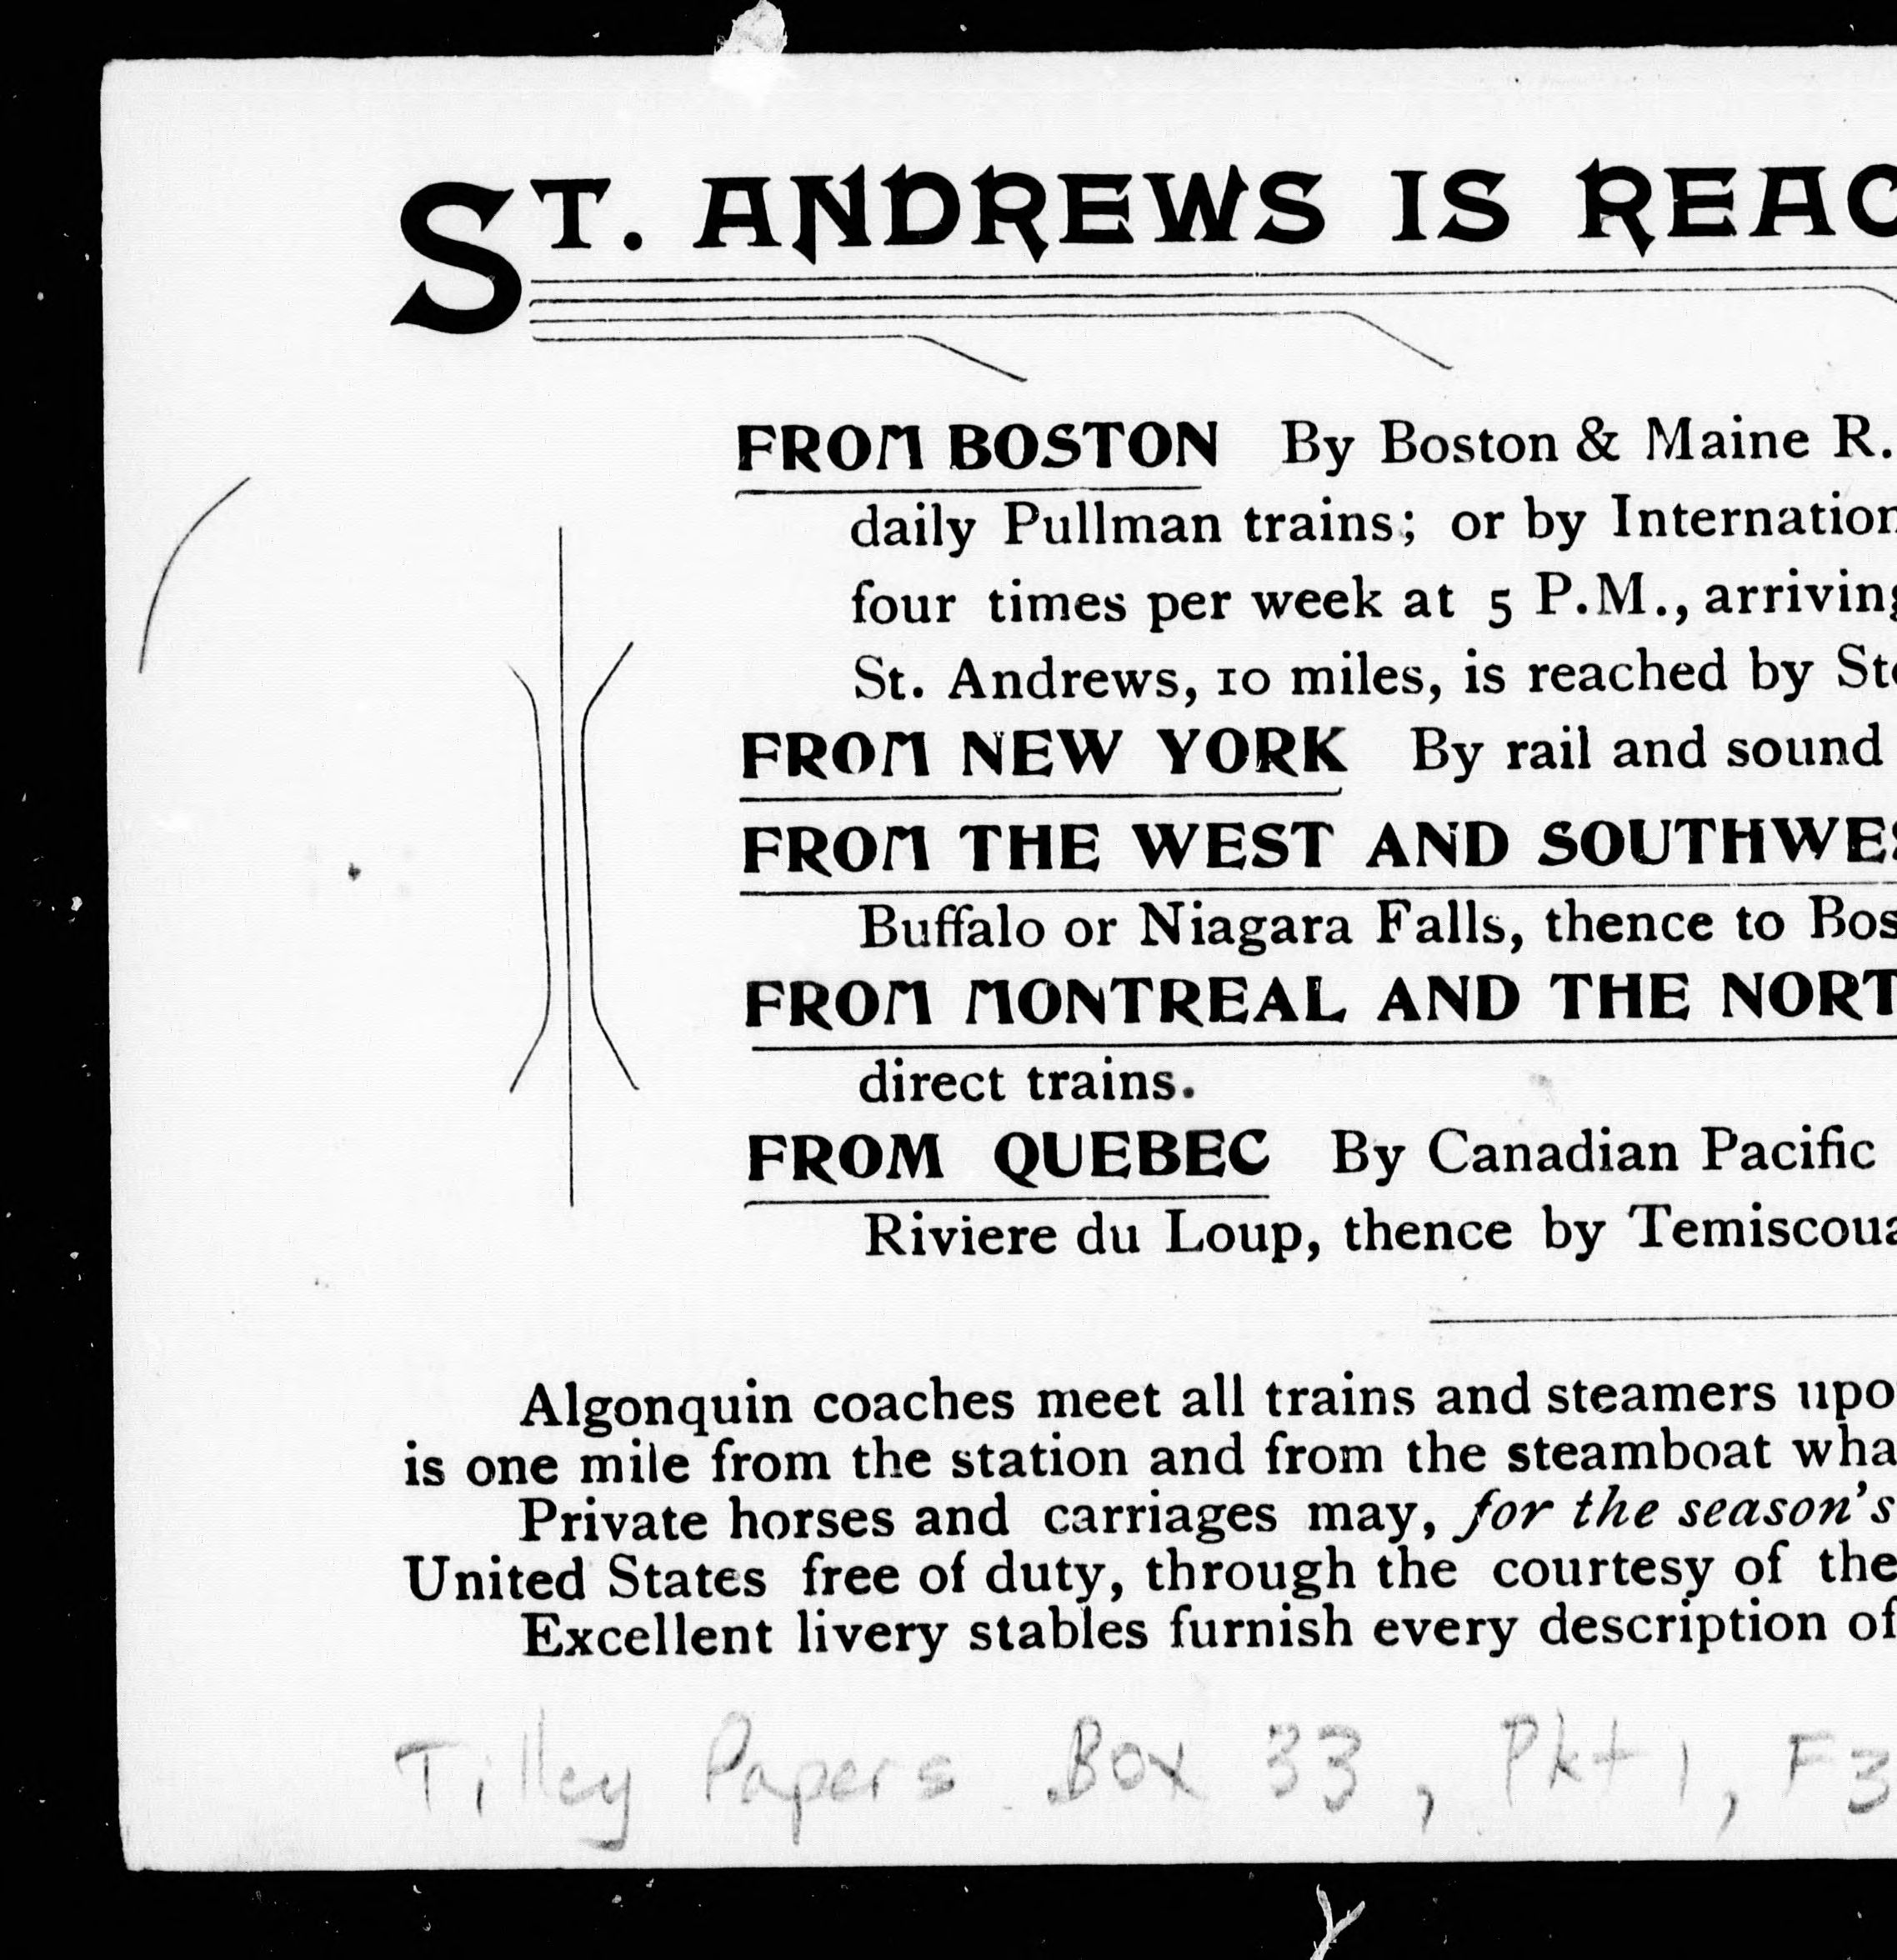 ST. ANDREWS IS REAC
FROM BOSTON By Boston & Maine R.
daily Pullman trains; or by Internation
four times per week at 5 P.M., arriving
St. Andrews, 10 miles, is reached by Ste
FROM NEW YORK By rail and sound
FROM THE WEST AND SOUTHWES
Buffalo or Niagara Falls, thence to Bos
FROM MONTREAL AND THE NORT
direct trains.
FROM QUEBEC By Canadian Pacific
Riviere du Loup, thence by Temiscoua
Algonquin coaches meet all trains and steamers upo
is one mile from the station and from the steamboat wha
Private horses and carriages may, for the season's
United States free of duty, through the courtesy of the
Excellent livery stables furnish every description of
Tilley Papers Box 33, Pkt 1, F3